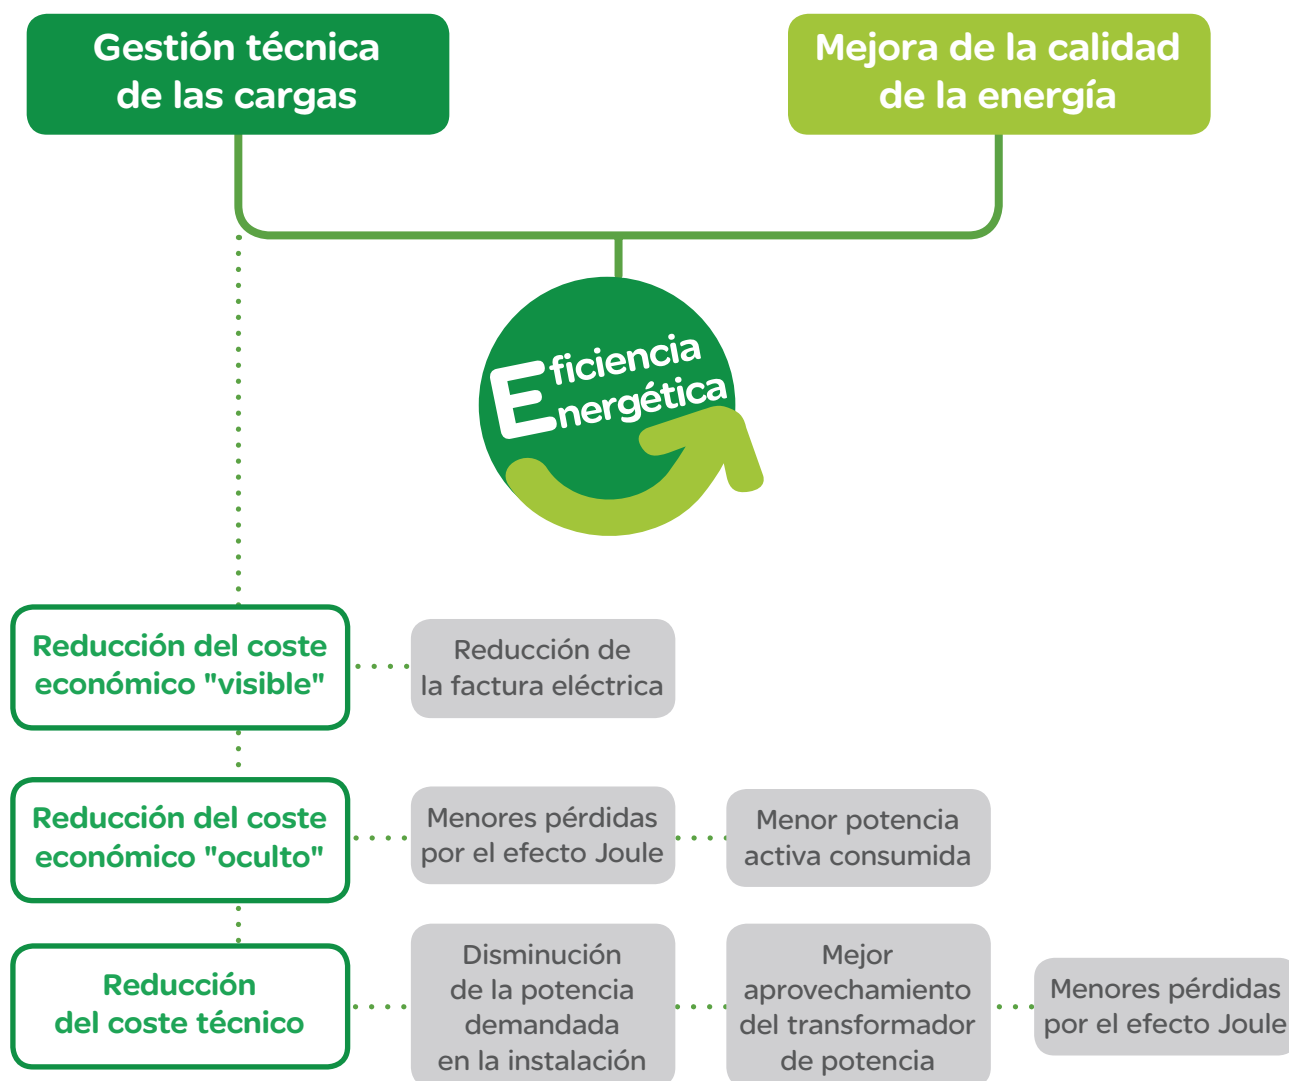 Gestión técnica
de las cargas
Mejora de la calidad
de la energía
Eficiencia
Energética
Reducción del coste
económico "visible"
Reducción de
la factura eléctrica
Reducción del coste
económico "oculto"
Menores pérdidas
por el efecto Joule
Menor potencia
activa consumida
Reducción
del coste técnico
Disminución
de la potencia
demandada
en la instalación
Mejor
aprovechamiento
del transformador
de potencia
Menores pérdidas
por el efecto Joule